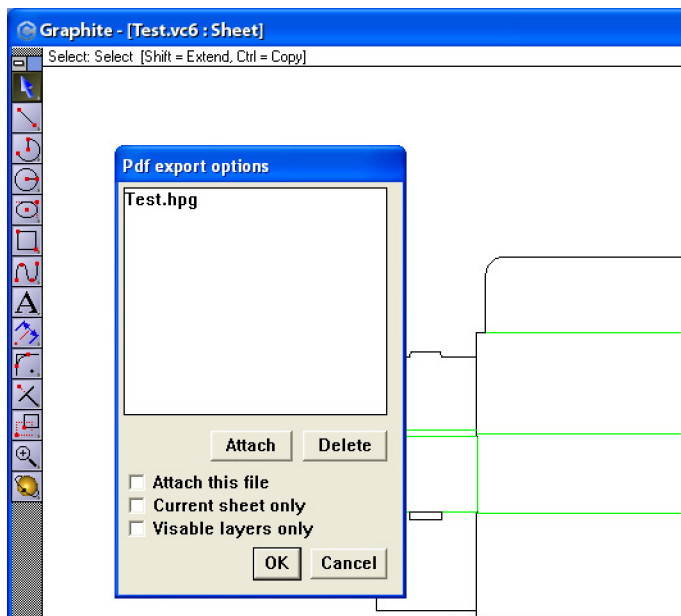 Graphite - [Test.vc6 : Sheet]
Select: Select [Shift = Extend, Ctrl = Copy]
Pdf export options
Test.hpg
Attach Delete
Attach this file
Current sheet only
Visable layers only
OK Cancel
A